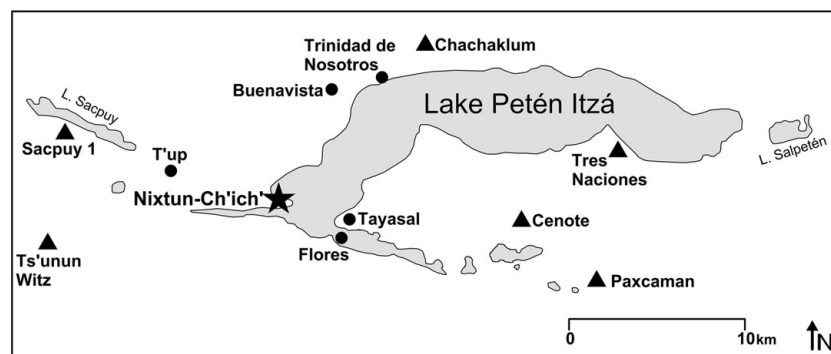 Trinidad de
Nosotros
Chachaklum
Buenavista
Lake Petén Itzá
L. Sacpuy
L. Salpetén
Sacpuy 1
T'up
Tres
Naciones
Nixtun-Ch'ich'
Tayasal
Cenote
Flores
Ts'unun
Witz
Paxcaman
0
10km
N